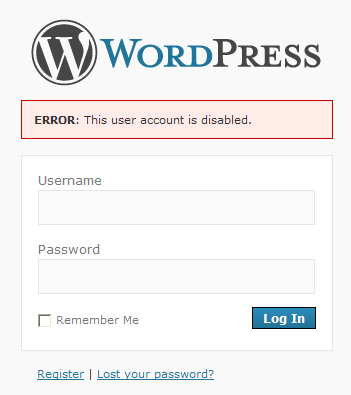 WORDPRESS
ERROR: This user account is disabled.
Username
Password
Remember Me
Log In
Register | Lost your password?